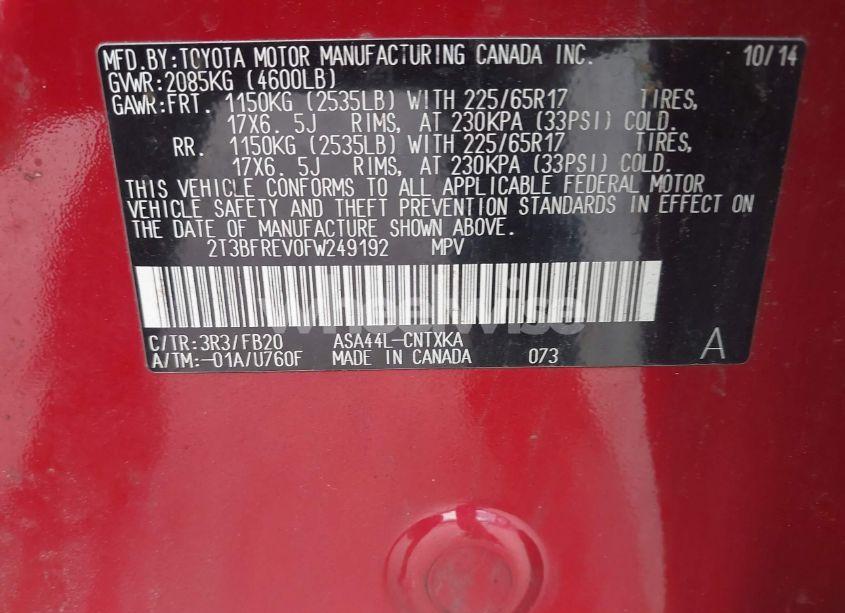 MFD.BY:TOYOTA MOTOR MANUFACTURING CANADA INC. 10/14
GVWR:2085KG (4600LB)
GAWR:FRT. 1150KG (2535LB) WITH 225/65R17 TIRES,
17X6. 5J RIMS, AT 230KPA (33PSI) COLD.
RR. 1150KG (2535LB) WITH 225/65R17 TIRES,
17X6. 5J RIMS, AT 230KPA (33PSI) COLD.
THIS VEHICLE CONFORMS TO ALL APPLICABLE FEDERAL MOTOR
VEHICLE SAFETY AND THEFT PREVENTION STANDARDS IN EFFECT ON
THE DATE OF MANUFACTURE SHOWN ABOVE.
2T3BFREV0FW249192 MPV
wheelwise
C/TR:3R3/FB20 ASA44L-CNTXKA
A/TM:-01A/U760F MADE IN CANADA 073 A